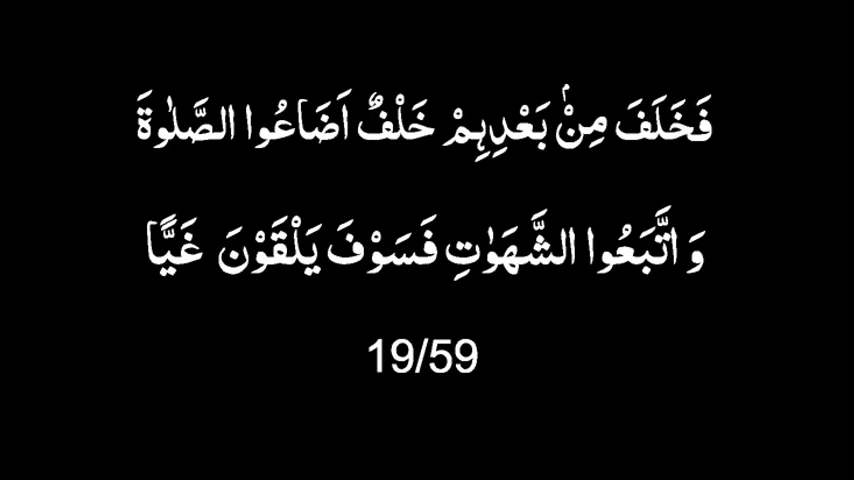 فَخَلَفَ مِنْۢ بَعْدِهِمْ خَلْفٌ اَضَاعُوا الصَّلٰوةَ
وَ اتَّبَعُوا الشَّهَوٰتِ فَسَوْفَ يَلْقَوْنَ غَيًّا
19/59